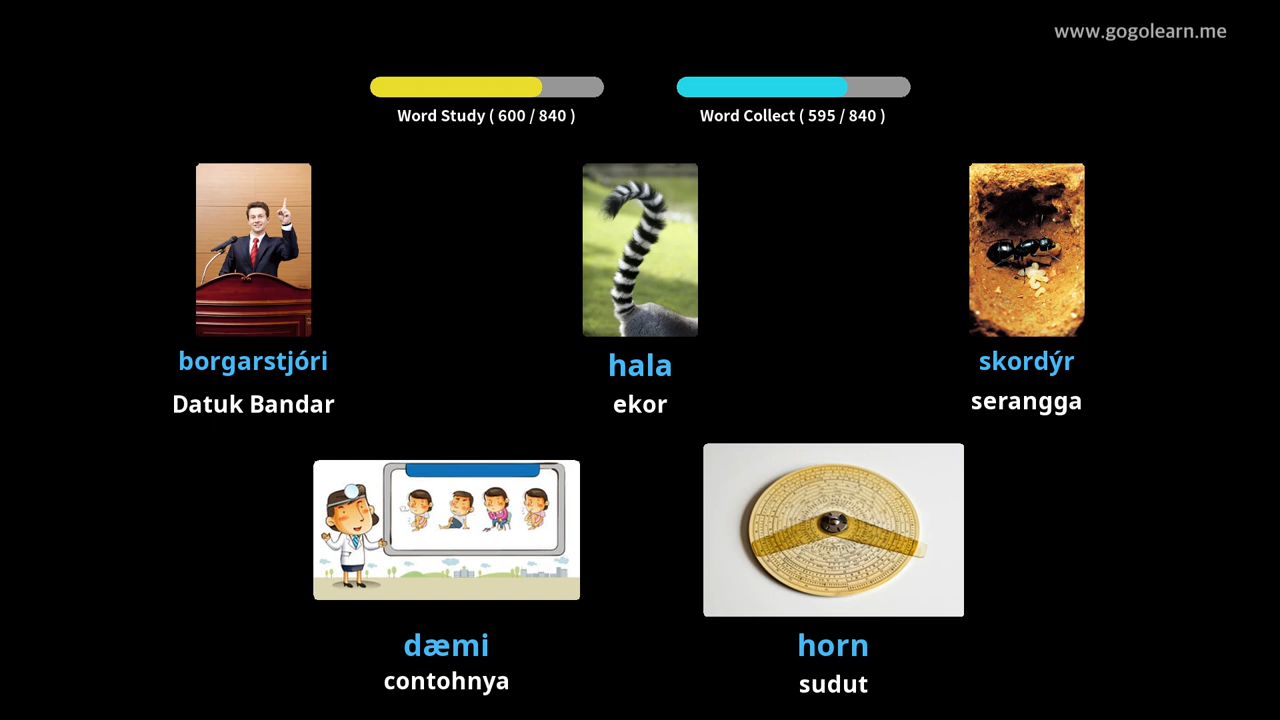 www.gogolearn.me
Word Study ( 600 / 840 )
Word Collect ( 595 / 840 )
borgarstjóri
hala
skordýr
Datuk Bandar
ekor
serangga
dæmi
horn
contohnya
sudut